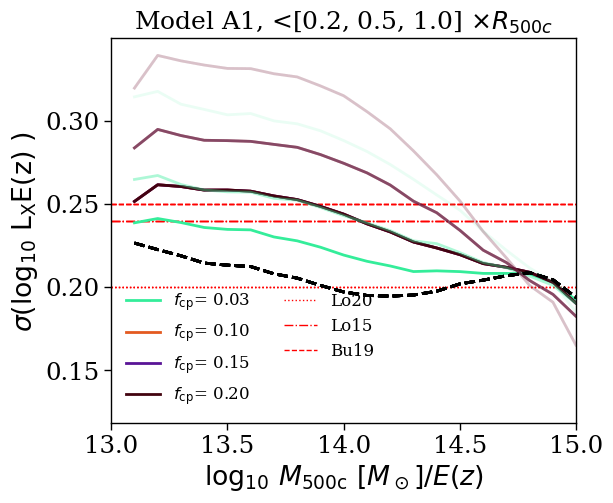 Model A1, <[0.2, 0.5, 1.0] ×R500c
σ(log10 LXE(z) )
0.30
0.25
0.20
0.15
fcp= 0.03
fcp= 0.10
fcp= 0.15
fcp= 0.20
Lo20
Lo15
Bu19
13.0 13.5 14.0 14.5 15.0
log10 M500c [M⊙]/E(z)